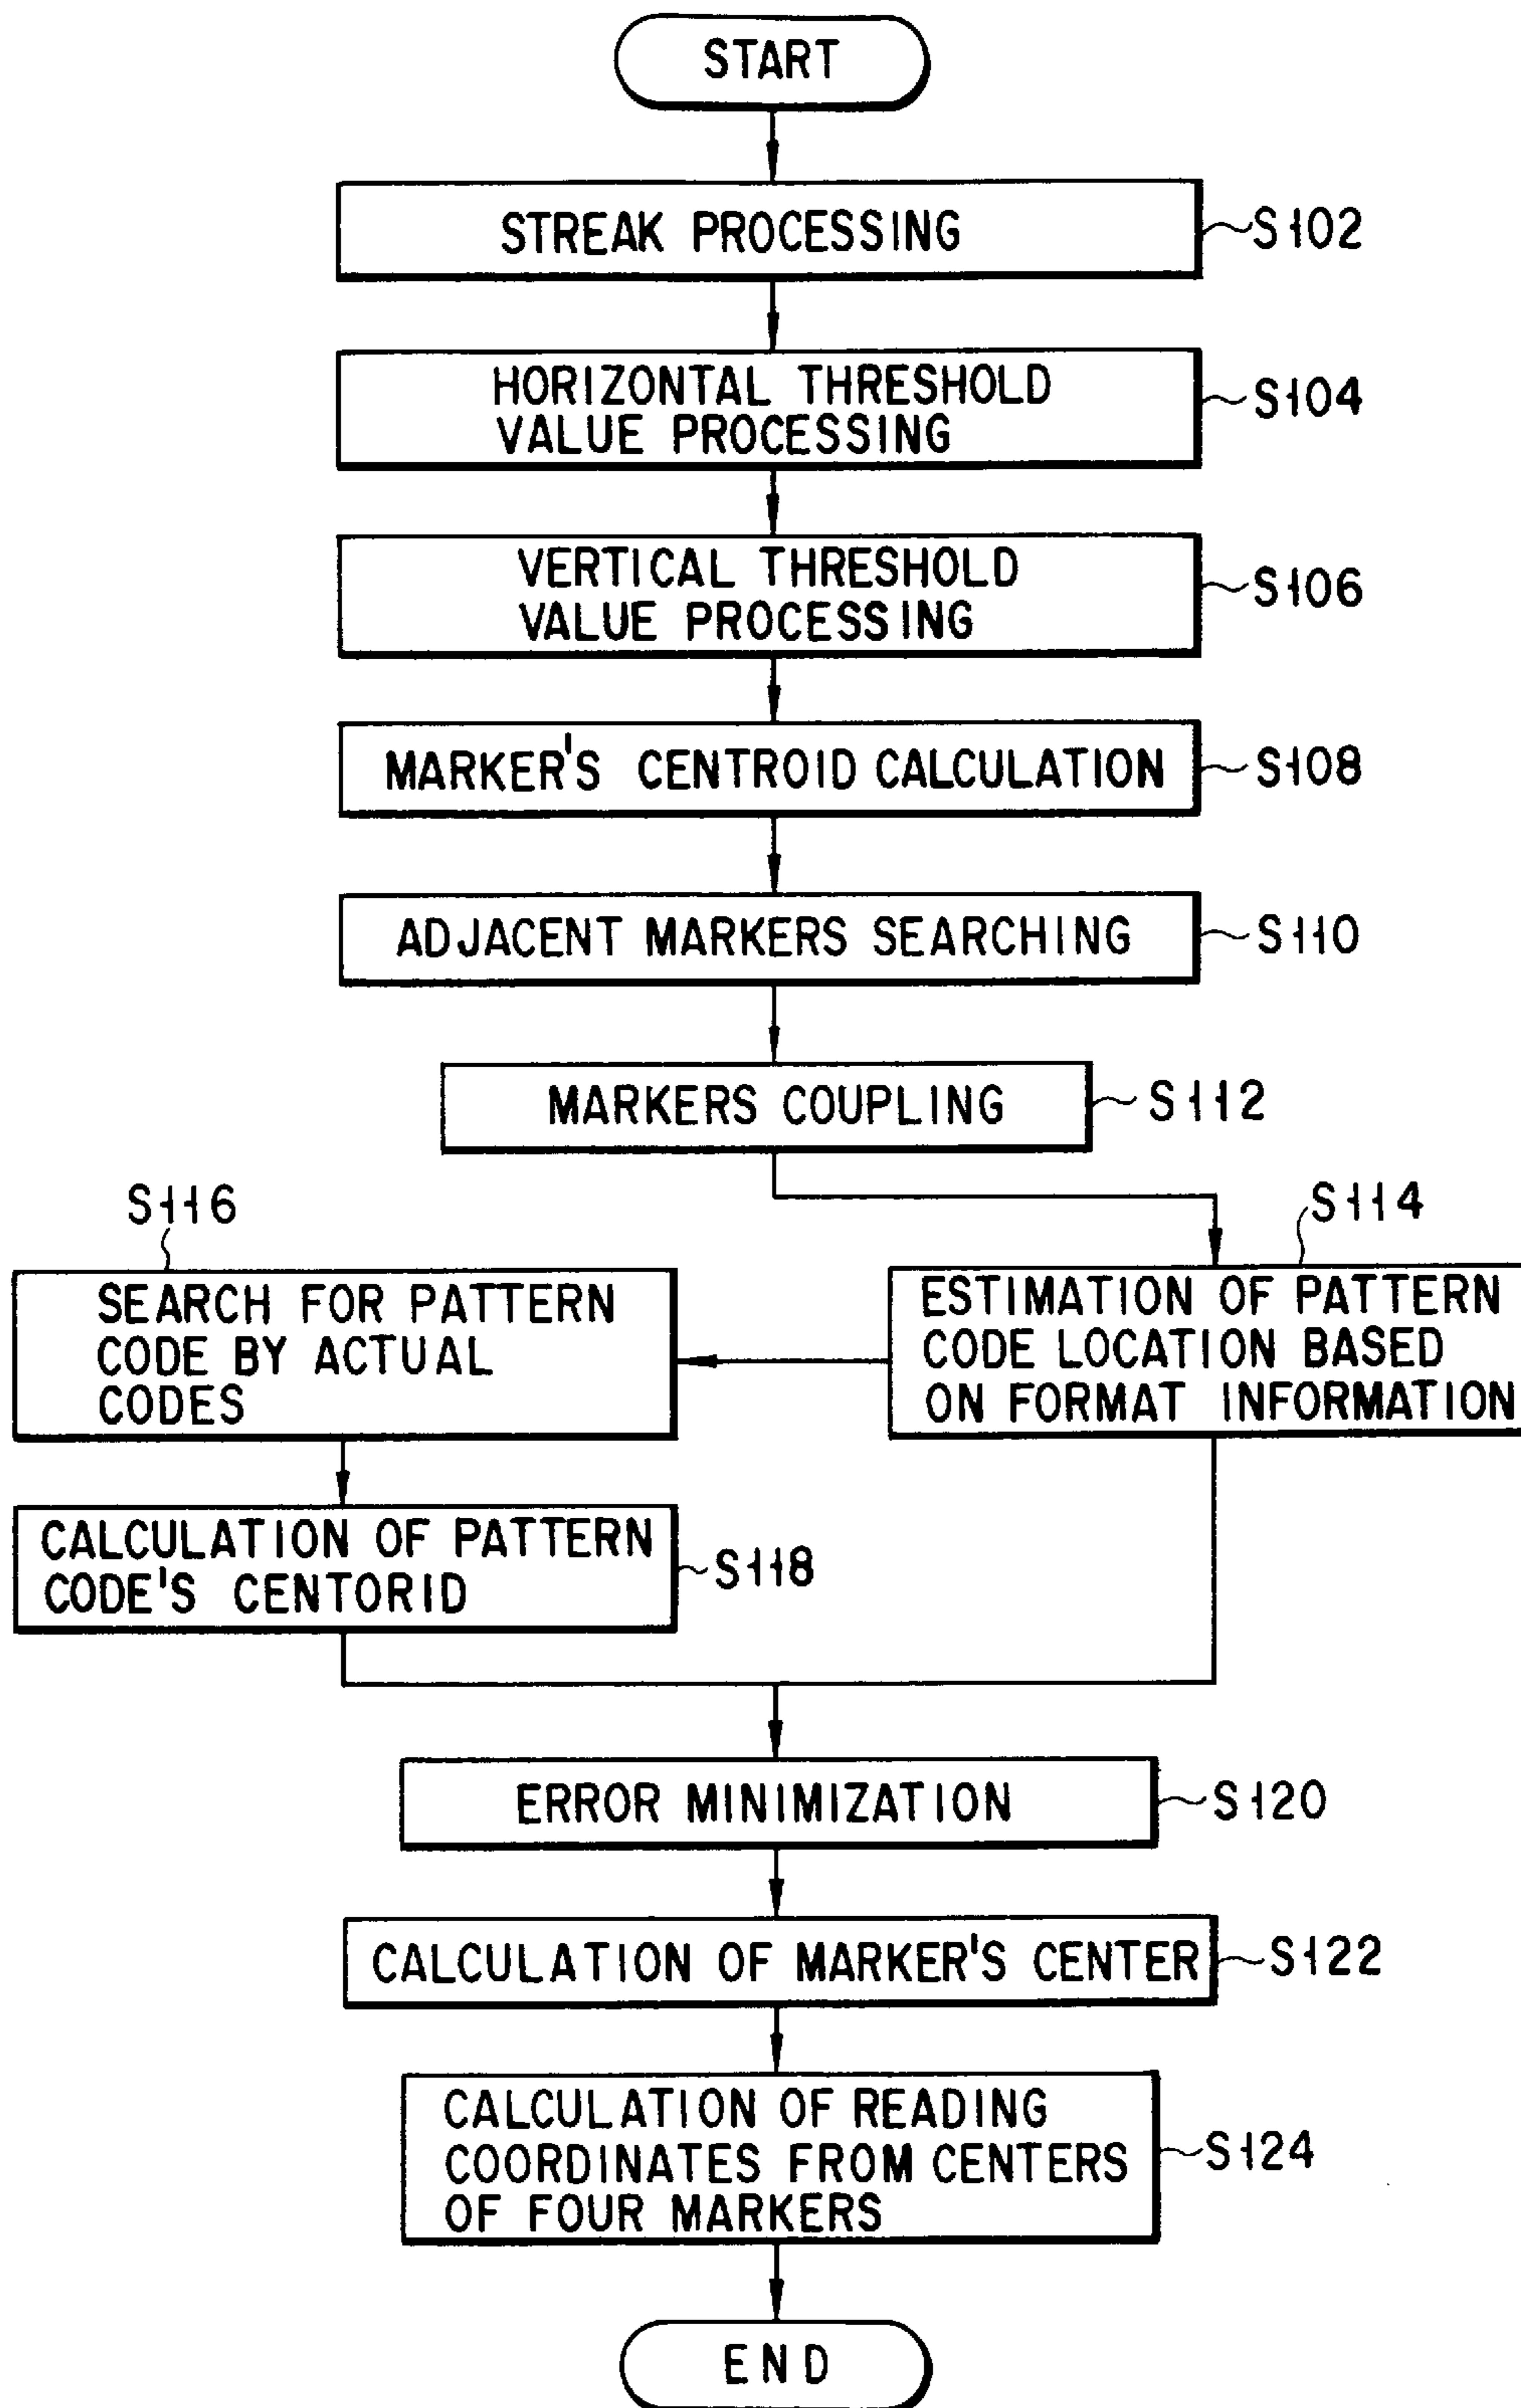 START
STREAK PROCESSING
S102
HORIZONTAL THRESHOLD
VALUE PROCESSING
S104
VERTICAL THRESHOLD
VALUE PROCESSING
S106
MARKER'S CENTROID CALCULATION
S108
ADJACENT MARKERS SEARCHING
S110
MARKERS COUPLING
S112
S116
S114
SEARCH FOR PATTERN
CODE BY ACTUAL
CODES
ESTIMATION OF PATTERN
CODE LOCATION BASED
ON FORMAT INFORMATION
CALCULATION OF PATTERN
CODE'S CENTORID
S118
ERROR MINIMIZATION
S120
CALCULATION OF MARKER'S CENTER
S122
CALCULATION OF READING
COORDINATES FROM CENTERS
OF FOUR MARKERS
S124
END